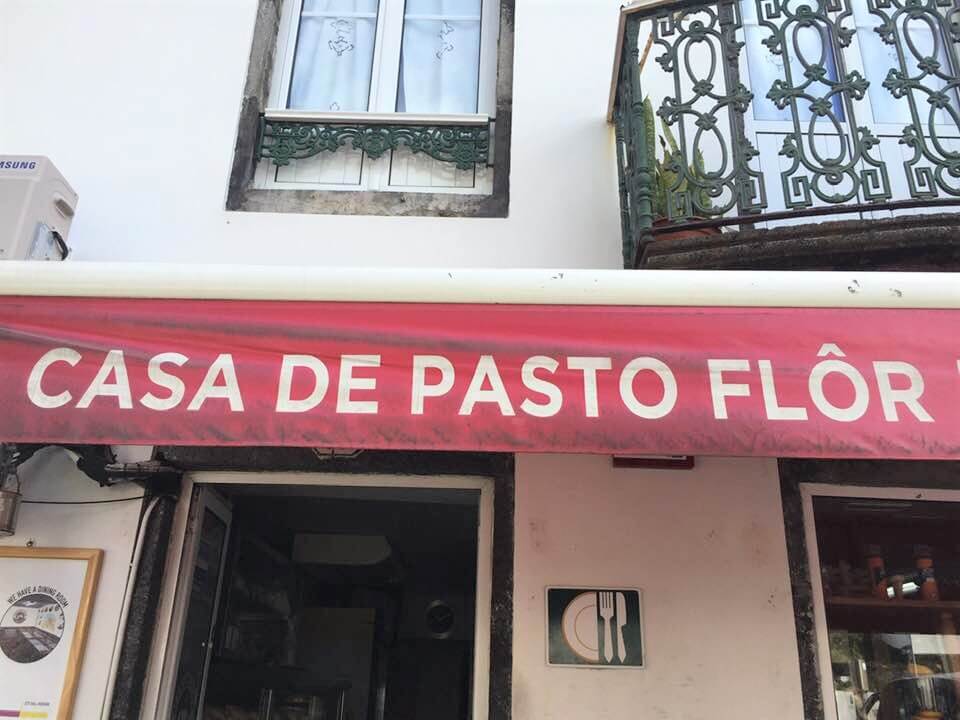 SAMSUNG
CASA DE PASTO FLÔR
WE HAVE A DINING ROOM
R